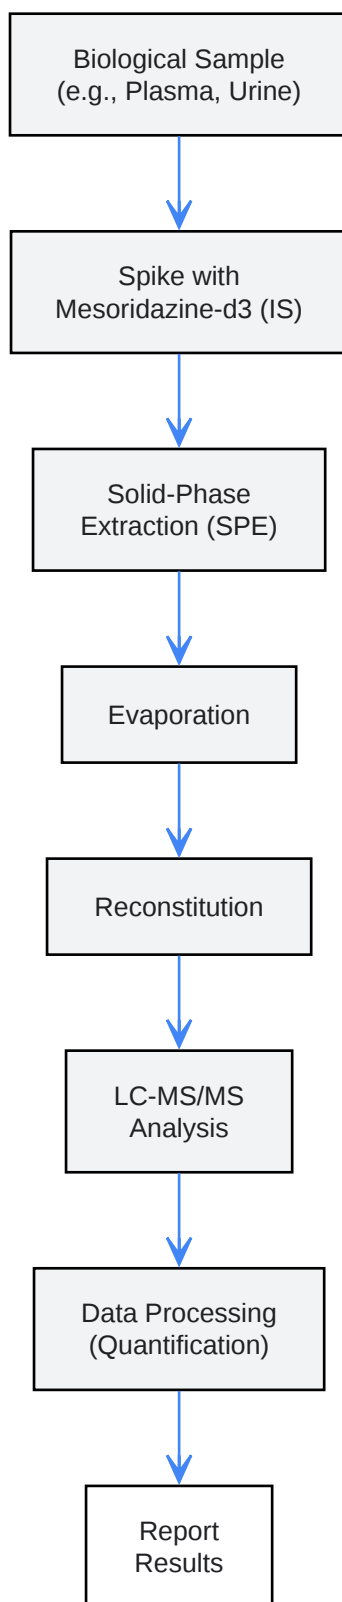 Biological Sample
(e.g., Plasma, Urine)
Spike with
Mesoridazine-d3 (IS)
Solid-Phase
Extraction (SPE)
Evaporation
Reconstitution
LC-MS/MS
Analysis
Data Processing
(Quantification)
Report
Results